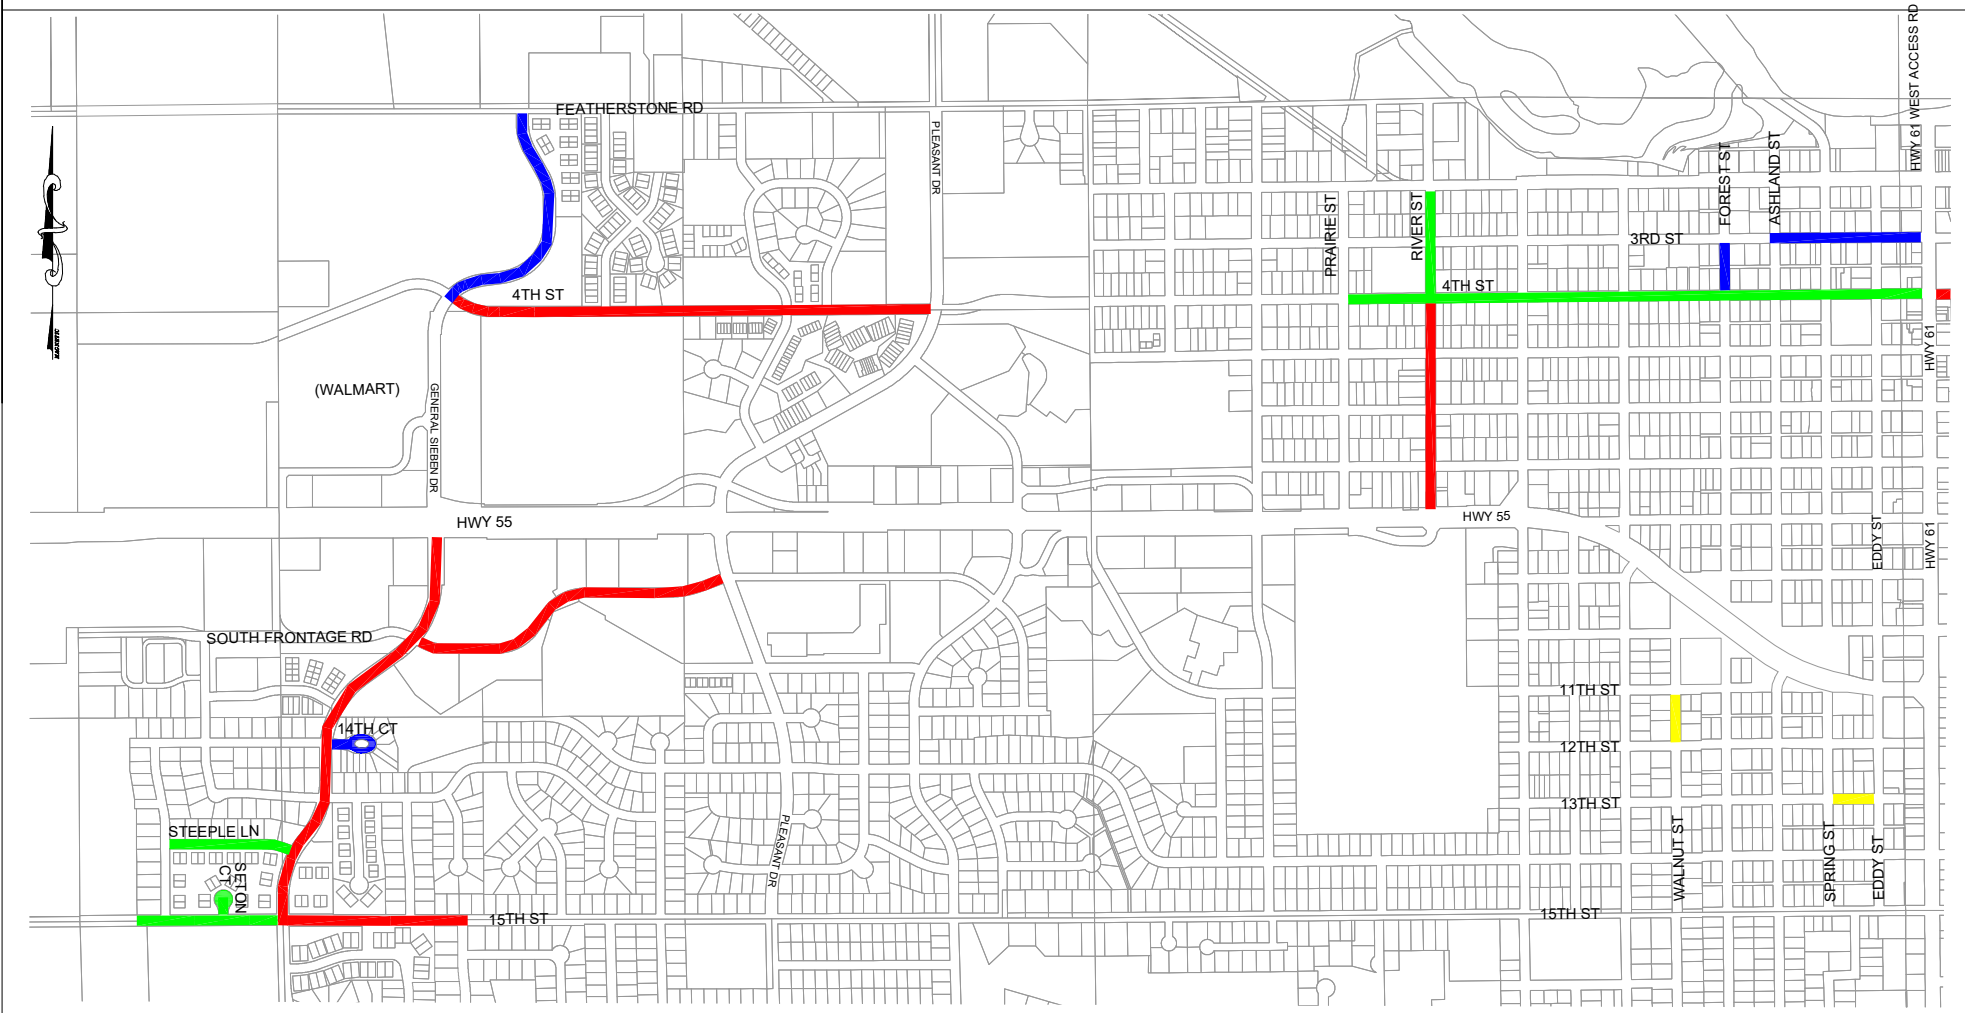 HWY 61 WEST ACCESS RD
FEATHERSTONE RD
PLEASANT DR
FOREST ST
ASHLAND ST
PRAIRIE ST
RIVER ST
3RD ST
4TH ST
4TH ST
HWY 61
(WALMART)
GENERAL SIEBEN DR
HWY 55
HWY 55
EDDY ST
HWY 61
SOUTH FRONTAGE RD
11TH ST
14TH CT
12TH ST
13TH ST
STEEPLE LN
SETON
CT
PLEASANT DR
WALNUT ST
SPRING ST
EDDY ST
15TH ST
15TH ST